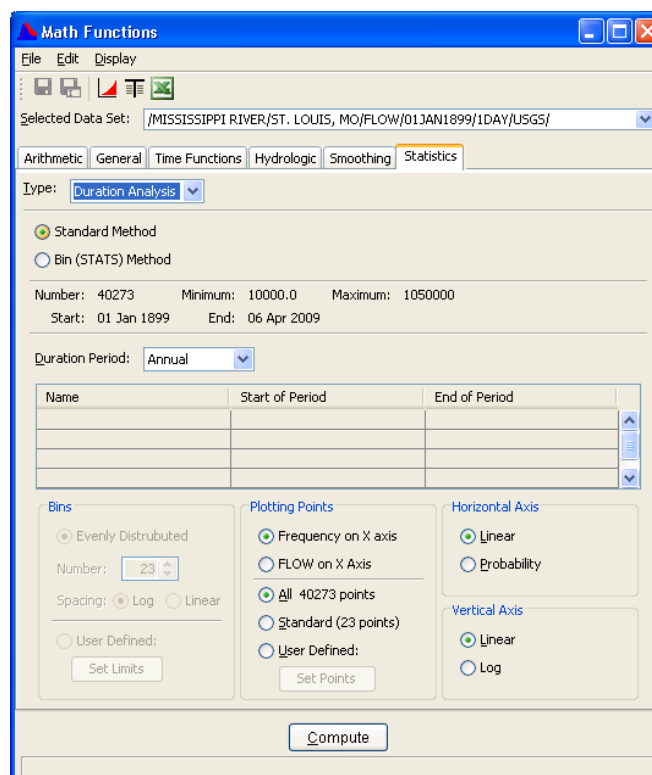 Math Functions
File Edit Display
Selected Data Set: /MISSISSIPPI RIVER/ST. LOUIS, MO/FLOW/01JAN1899/1DAY/USGS/
Arithmetic General Time Functions Hydrologic Smoothing Statistics
Type: Duration Analysis
Standard Method
Bin (STATS) Method
Number: 40273 Minimum: 10000.0 Maximum: 1050000
Start: 01 Jan 1899 End: 06 Apr 2009
Duration Period: Annual
Name Start of Period End of Period
Bins
Evenly Distrubuted
Number: 23
Spacing: Log Linear
User Defined:
Set Limits
Plotting Points
Frequency on X axis
FLOW on X Axis
All 40273 points
Standard (23 points)
User Defined:
Set Points
Horizontal Axis
Linear
Probability
Vertical Axis
Linear
Log
Compute